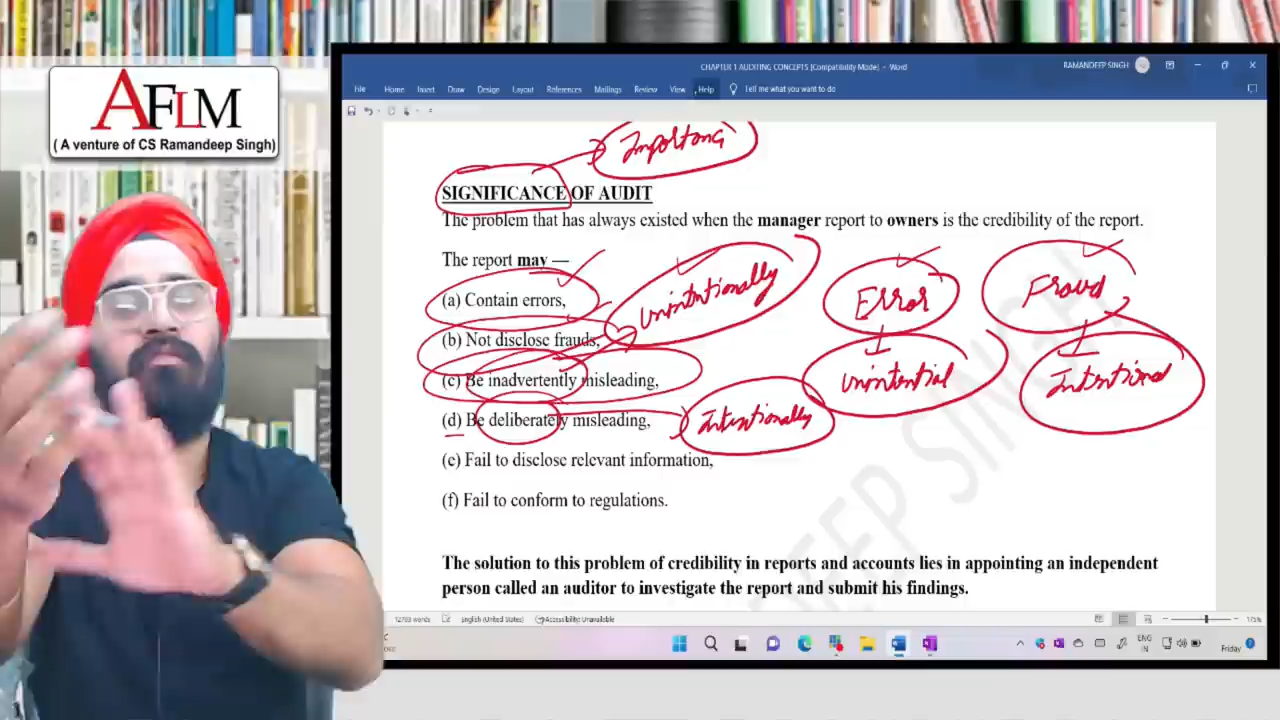 AFLM
( A venture of CS Ramandeep Singh)
CHAPTER 1 AUDITING CONCEPTS [Compatibility Mode] - Word
RAMANDEEP SINGH
File Home Insert Draw Design Layout References Mailings Review View Help Tell me what you want to do
Importanc
SIGNIFICANCE OF AUDIT
The problem that has always existed when the manager report to owners is the credibility of the report.
The report may —
(a) Contain errors,
Unintentionally
Error
Fraud
(b) Not disclose frauds,
(c) Be inadvertently misleading,
Unintential
Intentional
(d) Be deliberately misleading,
Intentionally
(e) Fail to disclose relevant information,
(f) Fail to conform to regulations.
DEEP SINGH
The solution to this problem of credibility in reports and accounts lies in appointing an independent
person called an auditor to investigate the report and submit his findings.
English (United States) Accessibility: Unavailable
175%
ENG
IN
Friday